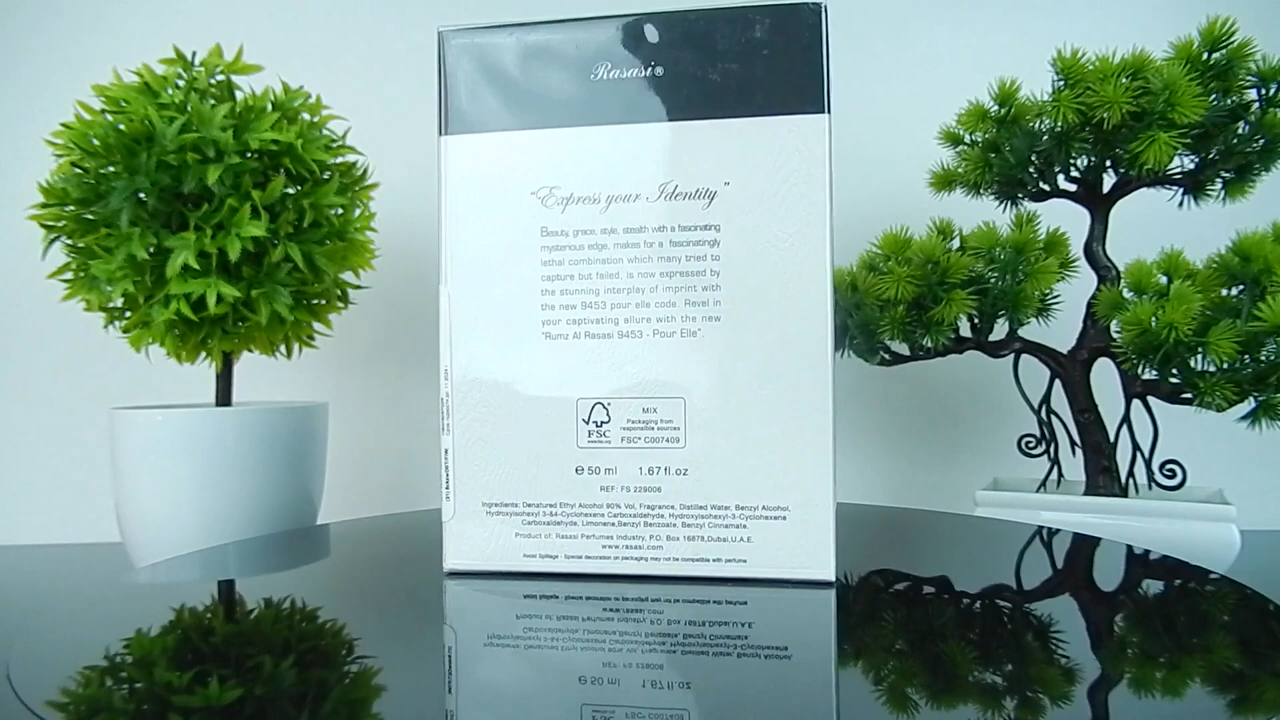 Rasasi®
"Express your Identity"
Beauty, grace, style, stealth with a fascinating
mysterious edge, makes for a fascinatingly
lethal combination which many tried to
capture but failed, is now expressed by
the stunning interplay of imprint with
the new 9453 pour elle code. Revel in
your captivating allure with the new
"Rumz Al Rasasi 9453 - Pour Elle".
FSC
www.fsc.org
MIX
Packaging from
responsible sources
FSC® C007409
e 50 ml 1.67 fl.oz
REF: FS 229006
Ingredients: Denatured Ethyl Alcohol 90% Vol, Fragrance, Distilled Water, Benzyl Alcohol,
Hydroxyisohexyl 3-&4-Cyclohexene Carboxaldehyde, Hydroxyisohexyl-3-Cyclohexene
Carboxaldehyde, Limonene,Benzyl Benzoate, Benzyl Cinnamate.
Product of: Rasasi Perfumes Industry, P.O. Box 16878,Dubai,U.A.E.
www.rasasi.com
Avoid Spillage - Special decoration on packaging may not be compatible with perfume